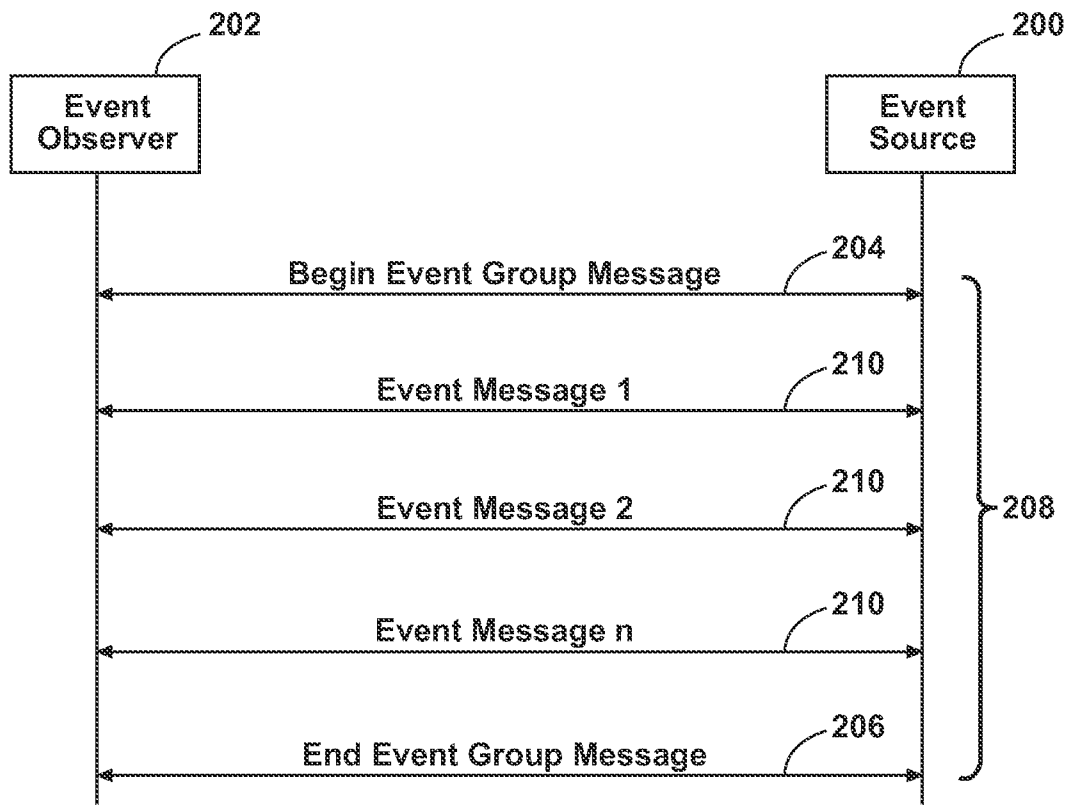 202
200
Event
Observer
Event
Source
204
Begin Event Group Message
210
Event Message 1
210
Event Message 2
208
210
Event Message n
206
End Event Group Message